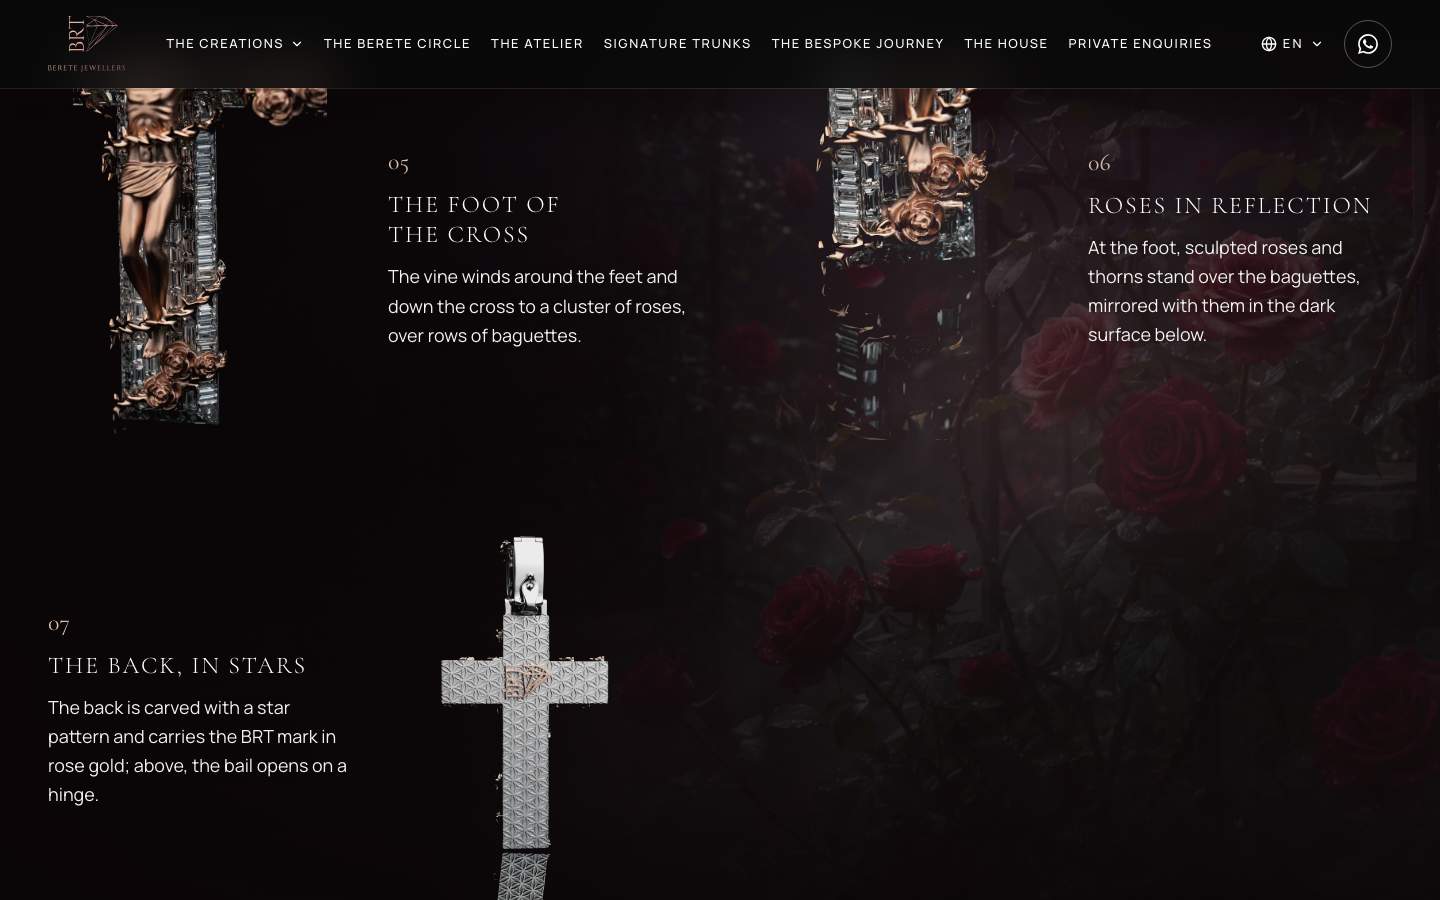 BRT
BERETE JEWELLERS
THE CREATIONS
THE BERETE CIRCLE
THE ATELIER
SIGNATURE TRUNKS
THE BESPOKE JOURNEY
THE HOUSE
PRIVATE ENQUIRIES
EN
05
THE FOOT OF
THE CROSS
The vine winds around the feet and
down the cross to a cluster of roses,
over rows of baguettes.
06
ROSES IN REFLECTION
At the foot, sculpted roses and
thorns stand over the baguettes,
mirrored with them in the dark
surface below.
07
THE BACK, IN STARS
The back is carved with a star
pattern and carries the BRT mark in
rose gold; above, the bail opens on a
hinge.
BRT